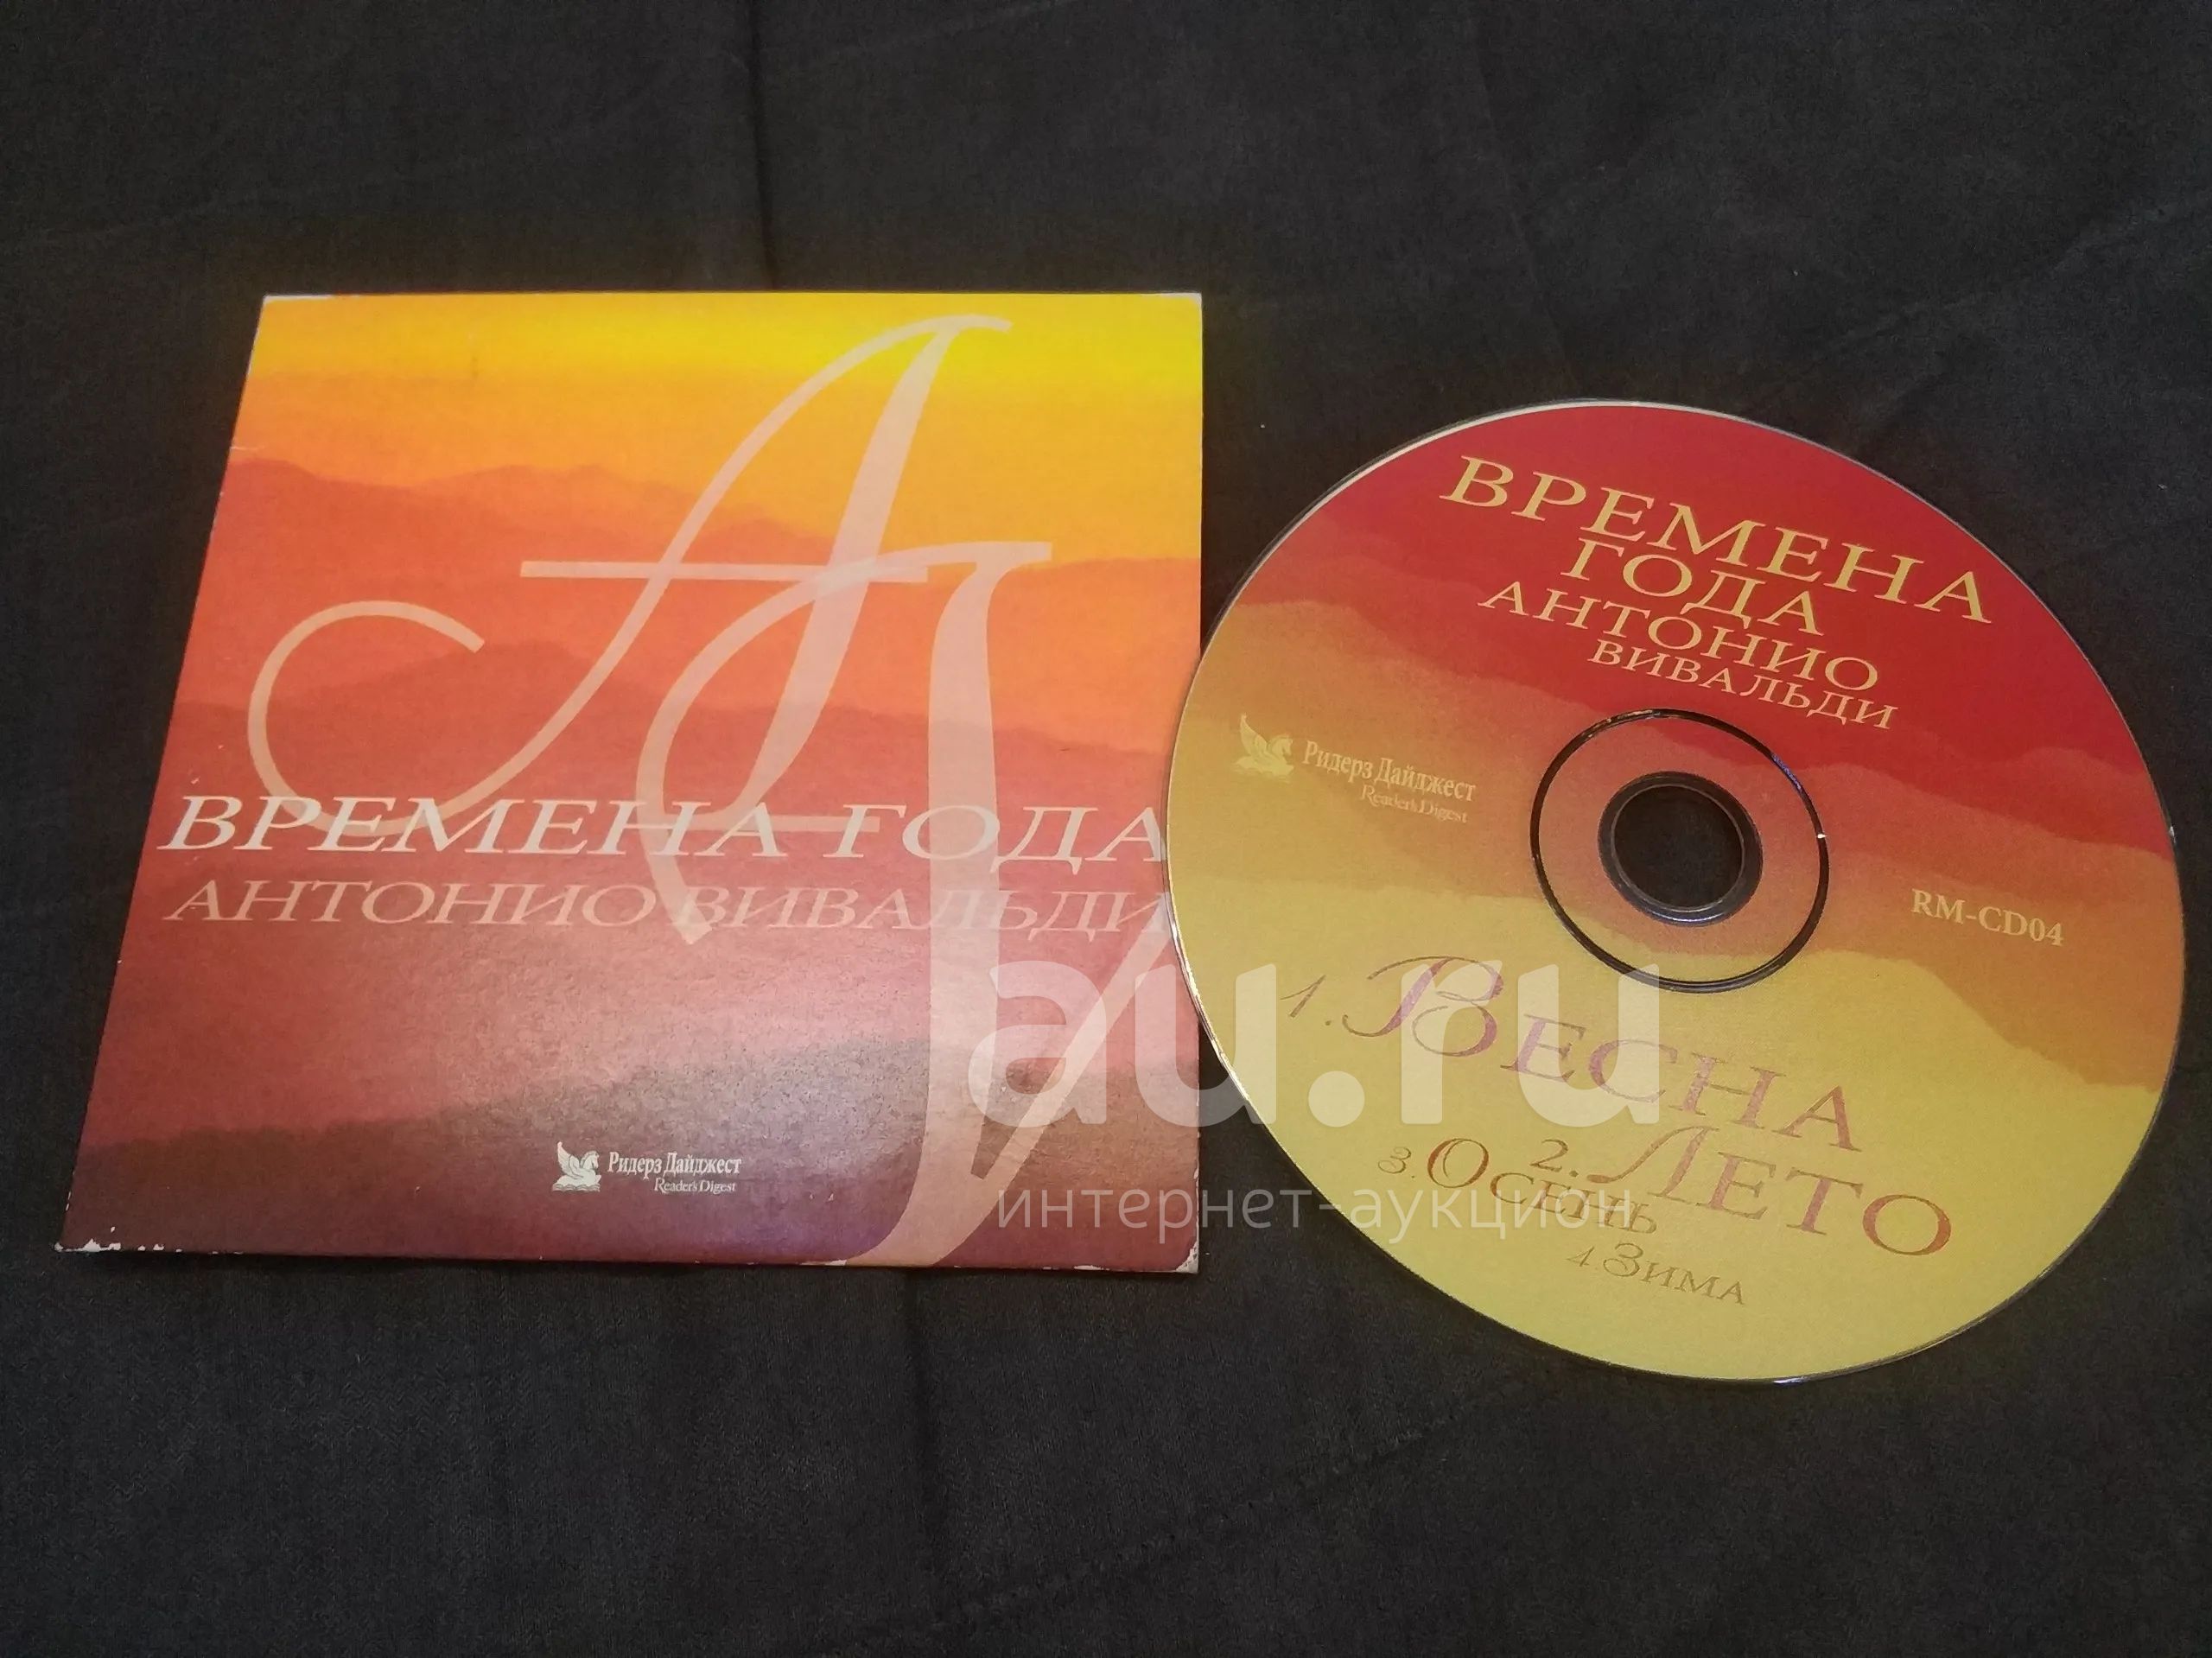 ВРЕМЕНА ГОДА
АНТОНИО ВИВАЛЬДИ
Ридерз Дайджест
Reader's Digest
ВРЕМЕНА
ГОДА
АНТОНИО
ВИВАЛЬДИ
Ридерз Дайджест
Reader's Digest
RM-CD04
1. ВЕСНА
2. ЛЕТО
3. ОСЕНЬ
4 ЗИМА
au.ru
интернет-аукцион